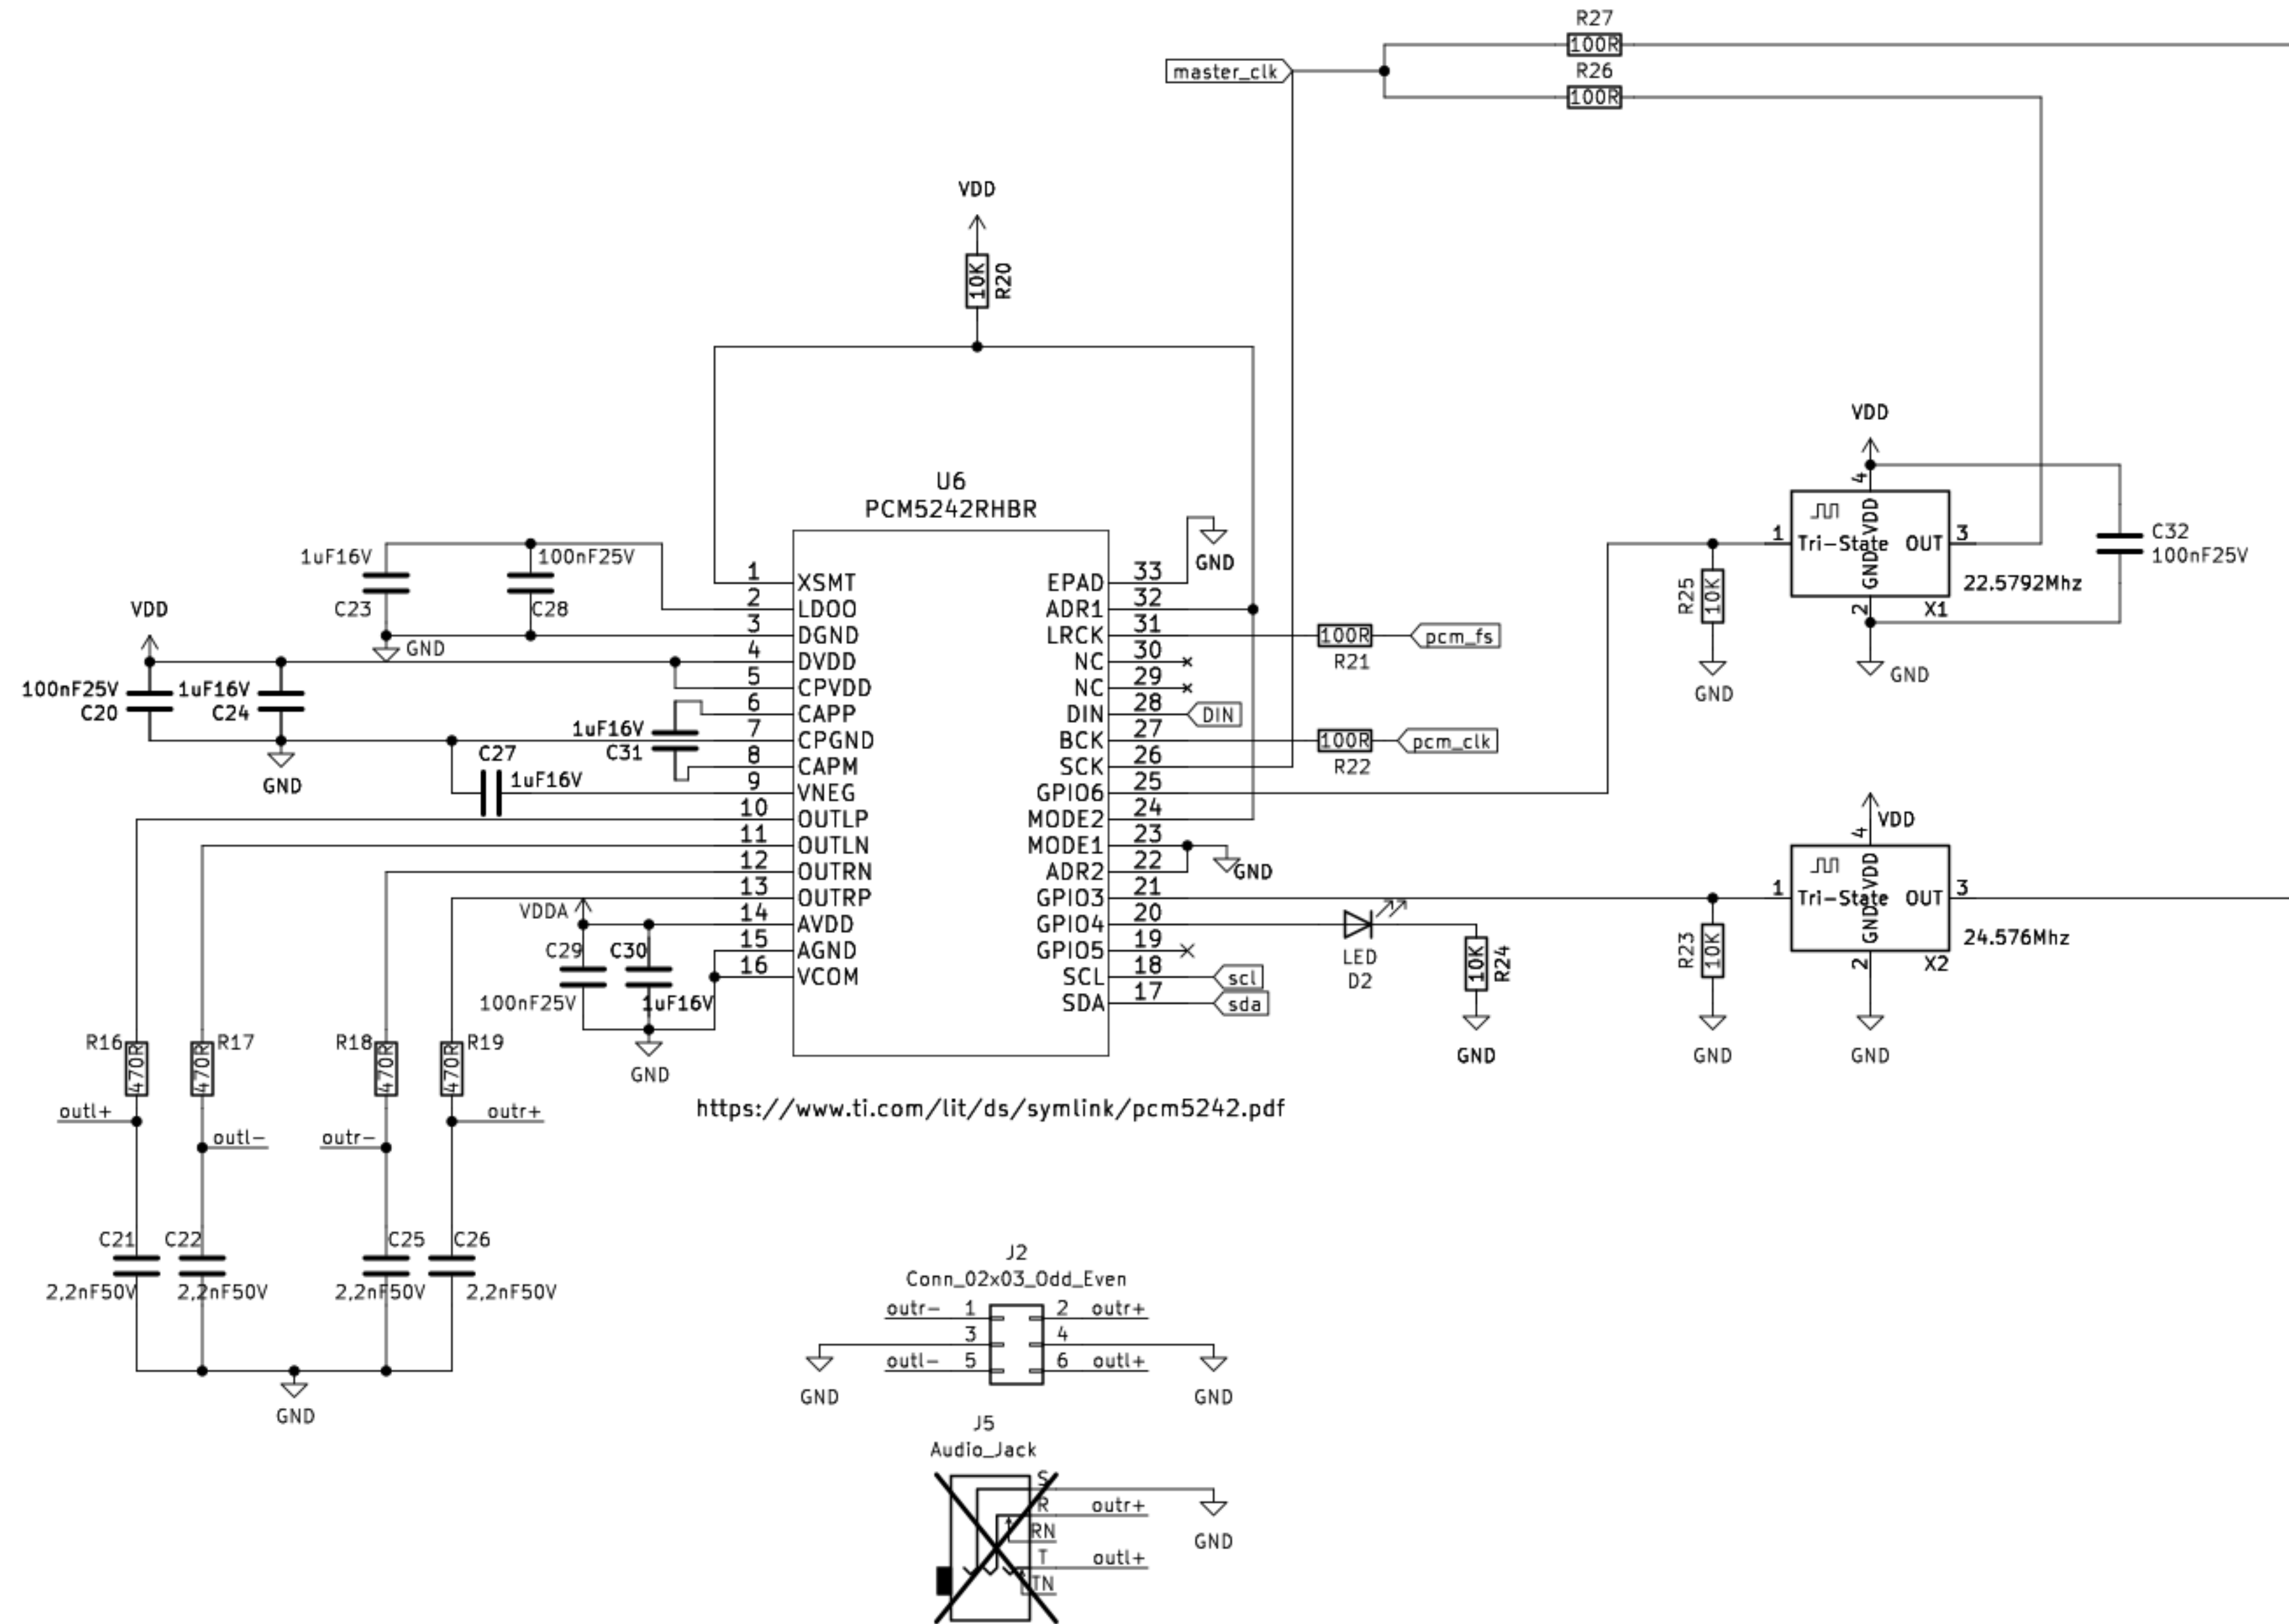 R27
100R
master_clk
R26
100R
VDD
10K
R20
VDD
U6
PCM5242RHBR
4
VDD
1
Tri-State
OUT
3
GND
2
22.5792Mhz
X1
C32
100nF25V
R25
10K
GND
GND
1uF16V
100nF25V
C23
C28
GND
VDD
100nF25V
C20
1uF16V
C24
GND
1uF16V
C31
C27
1uF16V
1
XSMT
2
LDOO
3
DGND
4
DVDD
5
CPVDD
6
CAPP
7
CPGND
8
CAPM
9
VNEG
10
OUTLP
11
OUTLN
12
OUTRN
13
OUTRP
14
AVDD
15
AGND
16
VCOM
EPAD
33
GND
ADR1
32
LRCK
31
100R
R21
pcm_fs
NC
30
NC
29
DIN
28
DIN
BCK
27
100R
R22
pcm_clk
SCK
26
GPIO6
25
MODE2
24
MODE1
23
GND
ADR2
22
GPIO3
21
GPIO4
20
GPIO5
19
SCL
18
scl
SDA
17
sda
LED
D2
10K
R24
GND
VDD
4
VDD
1
Tri-State
OUT
3
GND
2
24.576Mhz
X2
R23
10K
GND
GND
VDDA
C29
C30
100nF25V
1uF16V
GND
R16
470R
R17
470R
R18
470R
R19
470R
outl+
outl-
outr-
outr+
https://www.ti.com/lit/ds/symlink/pcm5242.pdf
C21
C22
C25
C26
2,2nF50V
2,2nF50V
2,2nF50V
2,2nF50V
GND
J2
Conn_02x03_Odd_Even
outr-
1
2
outr+
3
4
outl-
5
6
outl+
GND
GND
J5
Audio_Jack
S
R
outr+
RN
GND
T
outl+
TN